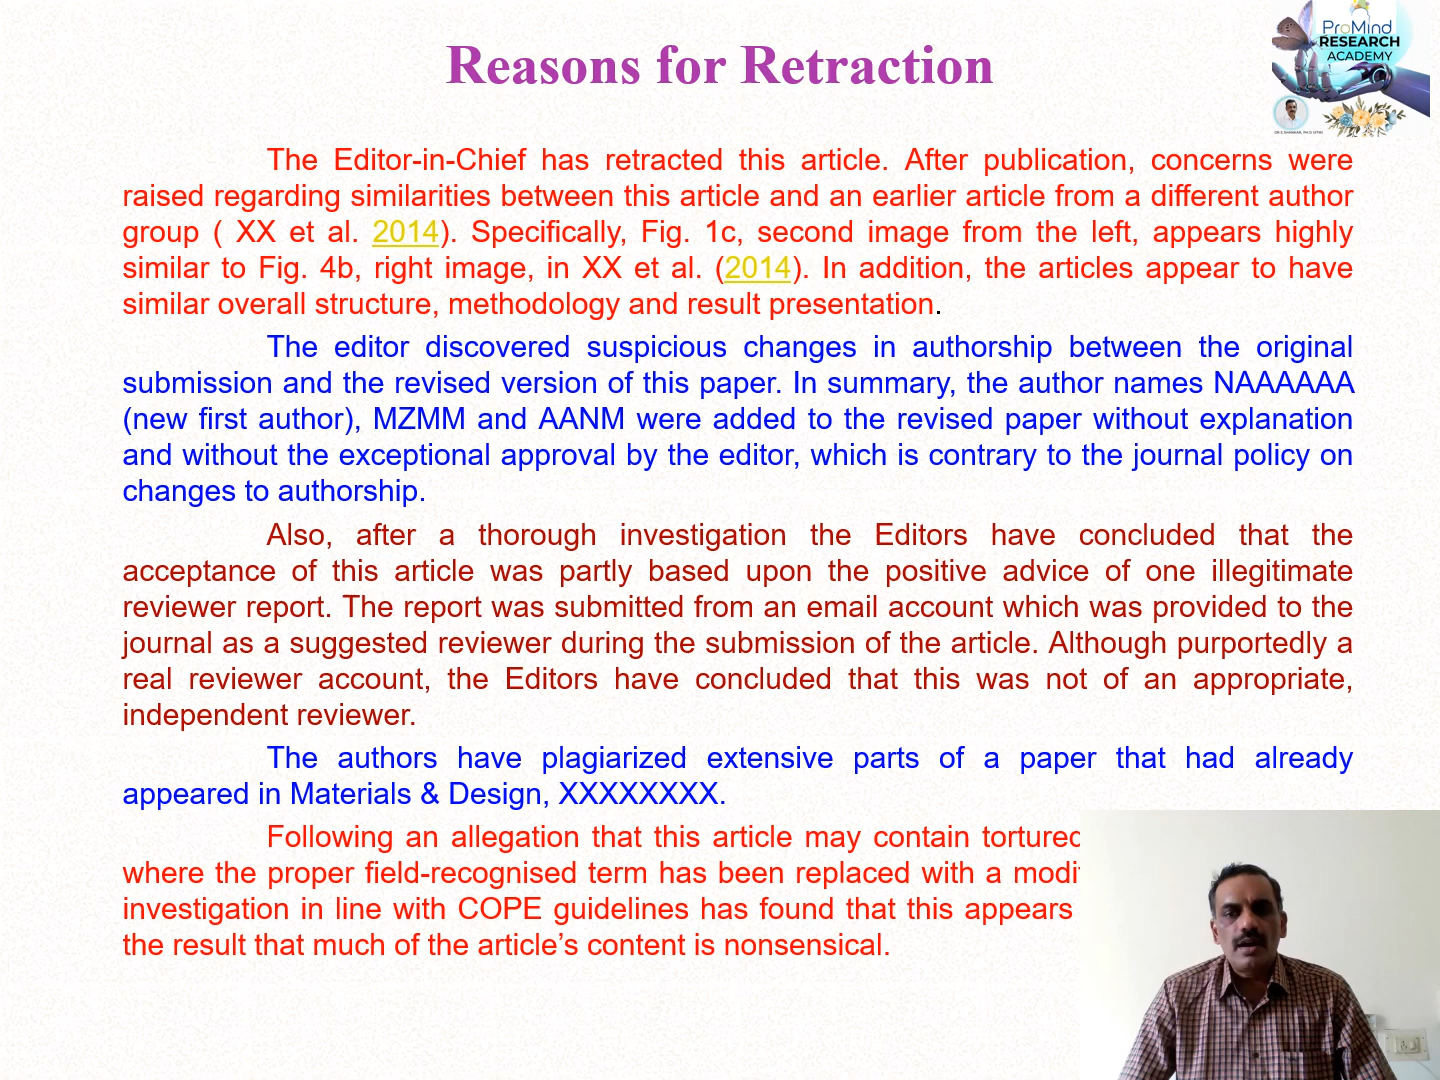 Reasons for Retraction
ProMind
RESEARCH
ACADEMY
The Editor-in-Chief has retracted this article. After publication, concerns were
raised regarding similarities between this article and an earlier article from a different author
group ( XX et al. 2014). Specifically, Fig. 1c, second image from the left, appears highly
similar to Fig. 4b, right image, in XX et al. (2014). In addition, the articles appear to have
similar overall structure, methodology and result presentation.
The editor discovered suspicious changes in authorship between the original
submission and the revised version of this paper. In summary, the author names NAAAAAA
(new first author), MZMM and AANM were added to the revised paper without explanation
and without the exceptional approval by the editor, which is contrary to the journal policy on
changes to authorship.
Also, after a thorough investigation the Editors have concluded that the
acceptance of this article was partly based upon the positive advice of one illegitimate
reviewer report. The report was submitted from an email account which was provided to the
journal as a suggested reviewer during the submission of the article. Although purportedly a
real reviewer account, the Editors have concluded that this was not of an appropriate,
independent reviewer.
The authors have plagiarized extensive parts of a paper that had already
appeared in Materials & Design, XXXXXXXX.
Following an allegation that this article may contain tortured
where the proper field-recognised term has been replaced with a modi
investigation in line with COPE guidelines has found that this appears
the result that much of the article’s content is nonsensical.